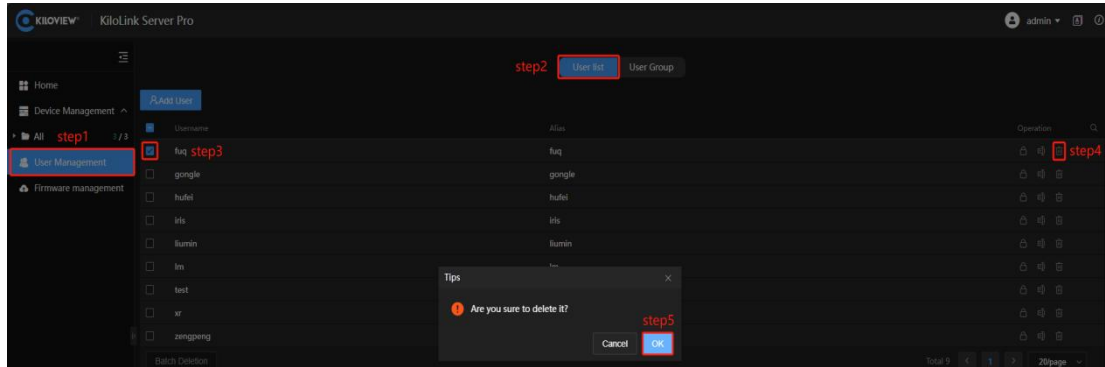 KILOVIEW KiloLink Server Pro admin
step2 User list User Group
Home
Add User
Device Management
Username Alias Operation
All step1 3/3
fuq step3 fuq step4
User Management
gongle gongle
Firmware management
hufei hufei
iris iris
liumin liumin
lm lm
Tips
test
Are you sure to delete it?
xr
step5
zengpeng
Cancel OK
Batch Deletion Total 9 1 20/page